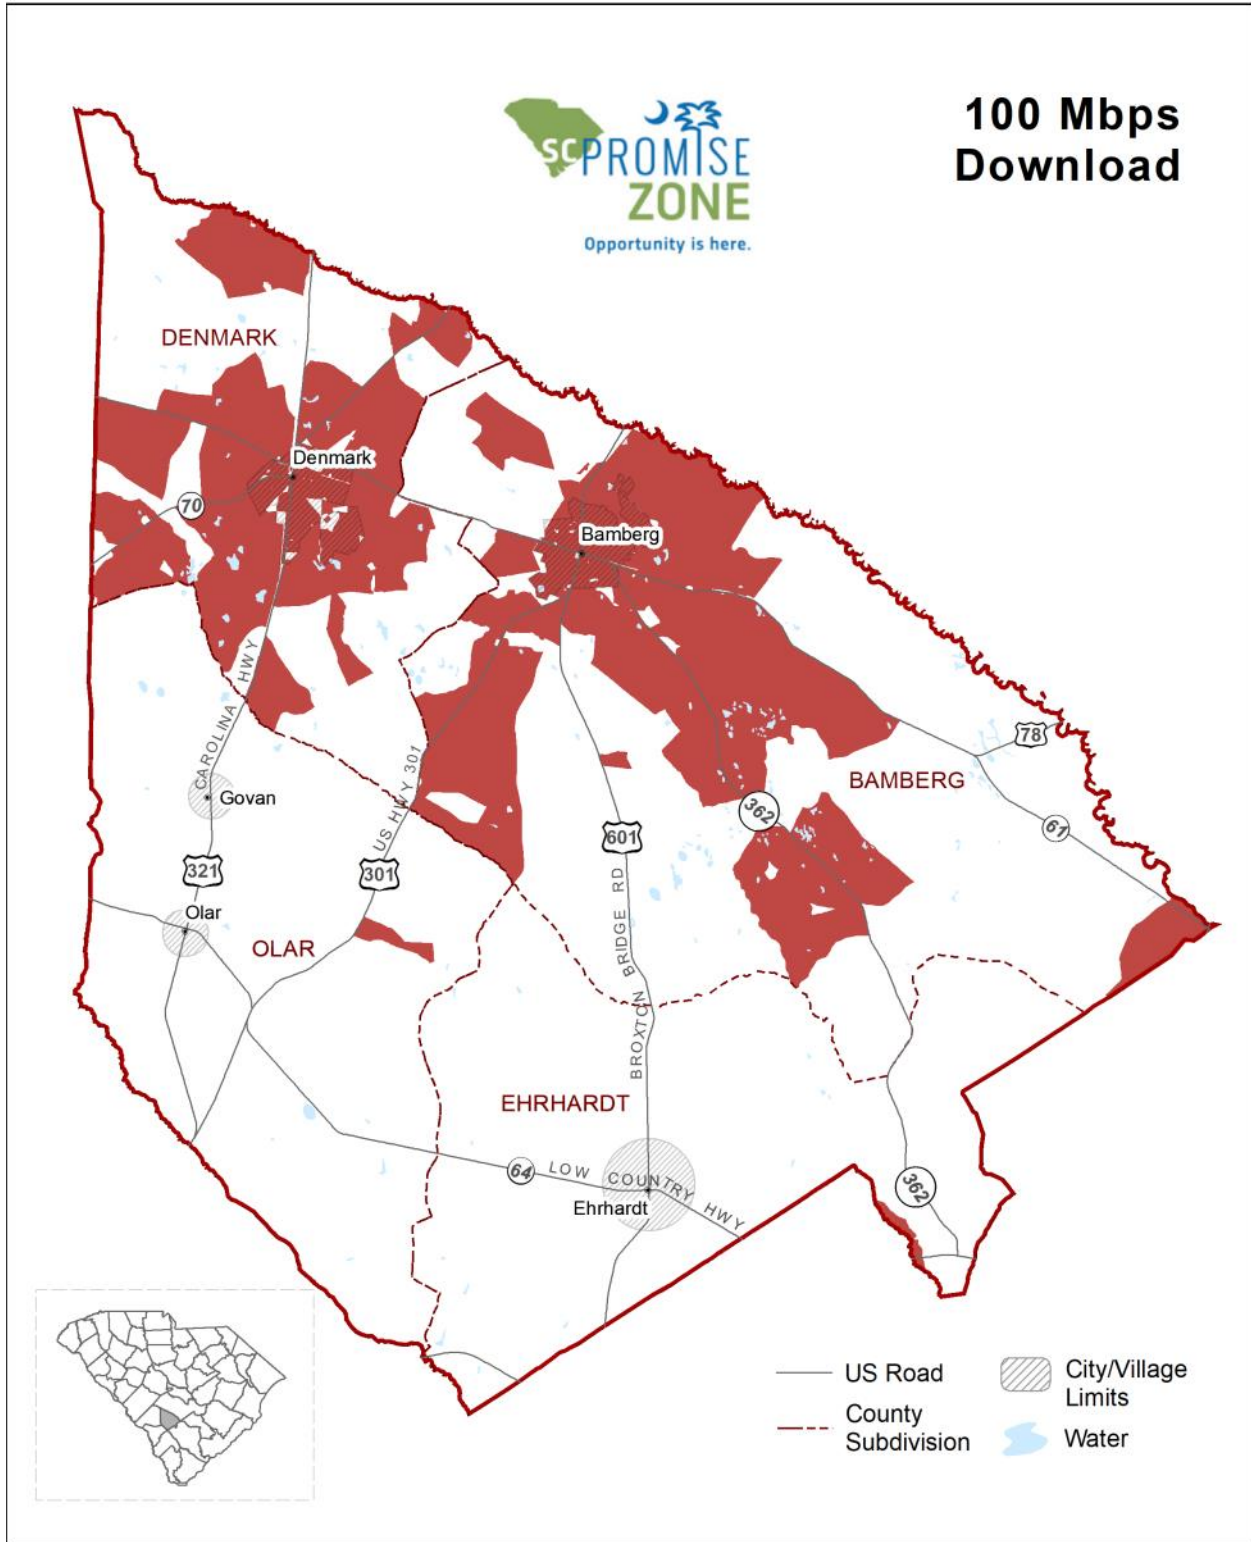 100 Mbps
Download
SC PROMISE
ZONE
Opportunity is here.
DENMARK
Denmark
70
Bamberg
CAROLINA HWY
US HWY 301
78
BAMBERG
Govan
362
61
601
321
301
BROXTON BRIDGE RD
Olar
OLAR
EHRHARDT
64
LOW COUNTRY HWY
362
Ehrhardt
US Road
City/Village
Limits
County
Subdivision
Water